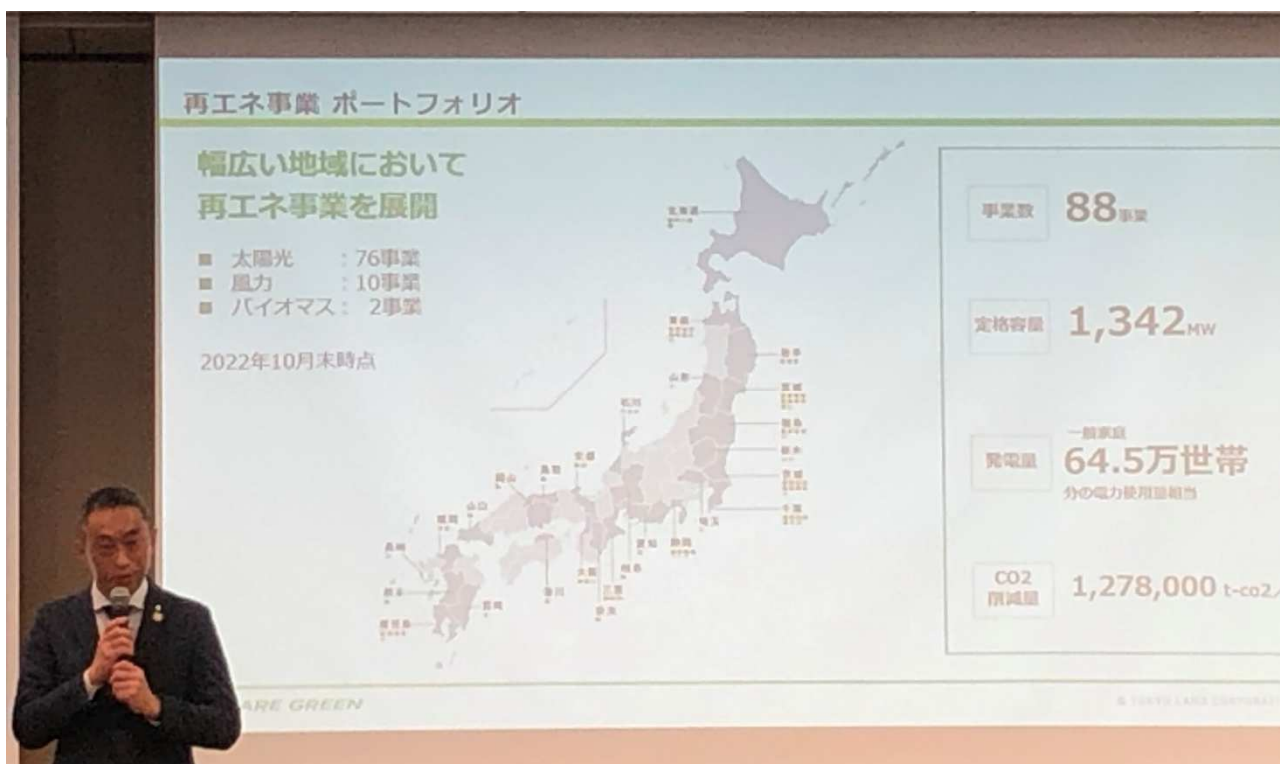 再エネ事業 ポートフォリオ
幅広い地域において
再エネ事業を展開
■ 太陽光 : 76事業
■ 風力 : 10事業
■ バイオマス : 2事業
2022年10月末時点
北海道
青森
岩手
山形
宮城
石川
福島
栃木
京都
鳥取
岡山
茨城
山口
千葉
福岡
埼玉
静岡
愛知
長崎
大阪
三重
熊本
香川
奈良
宮崎
鹿児島
事業数 88事業
定格容量 1,342MW
発電量
一般家庭
64.5万世帯
分の電力使用量相当
CO2
削減量
1,278,000 t-co2/
ARE GREEN